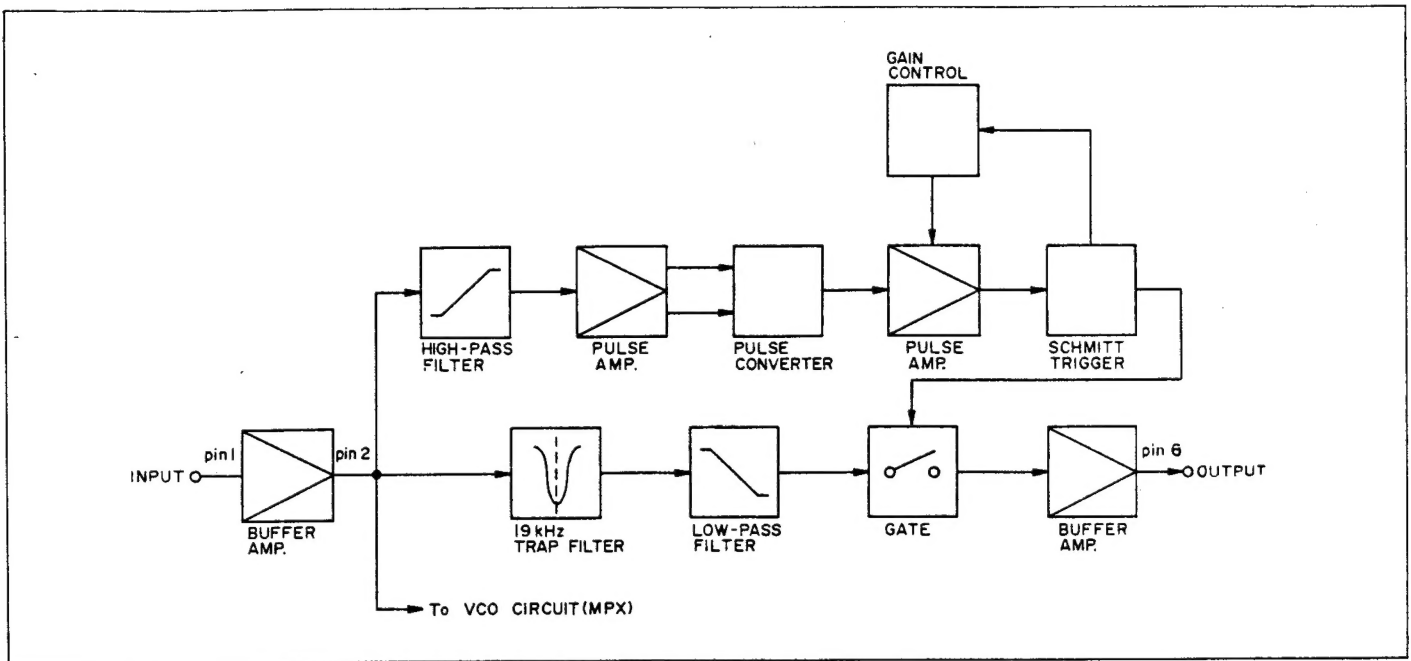 GAIN
CONTROL
HIGH-PASS
FILTER
PULSE
AMP.
PULSE
CONVERTER
PULSE
AMP.
SCHMITT
TRIGGER
INPUT
pin 1
BUFFER
AMP.
pin 2
19 kHz
TRAP FILTER
LOW-PASS
FILTER
GATE
BUFFER
AMP.
pin 6
OUTPUT
To VCO CIRCUIT (MPX)